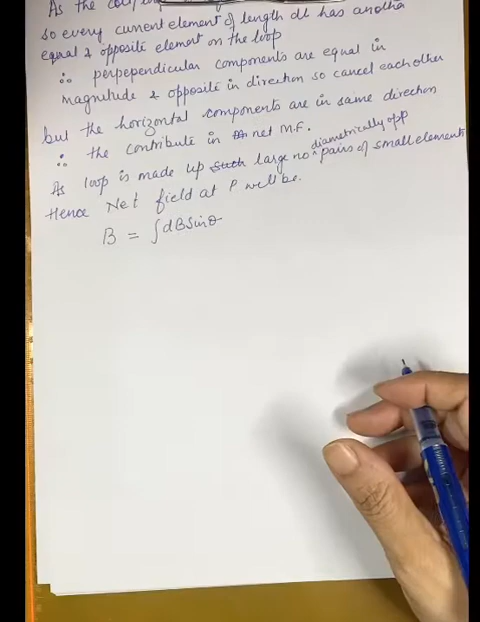 As the coil
so every current element of length dl has another
equal & opposite element on the loop
∴ perpependicular components are equal in
magnitude & opposite in direction so cancel each other
but the horizontal components are in same direction
∴ the contribute in net M.F.
As loop is made up large no. diametrically opp pairs of small elements
Hence Net field at P will be.
B = ∫dB Sinθ